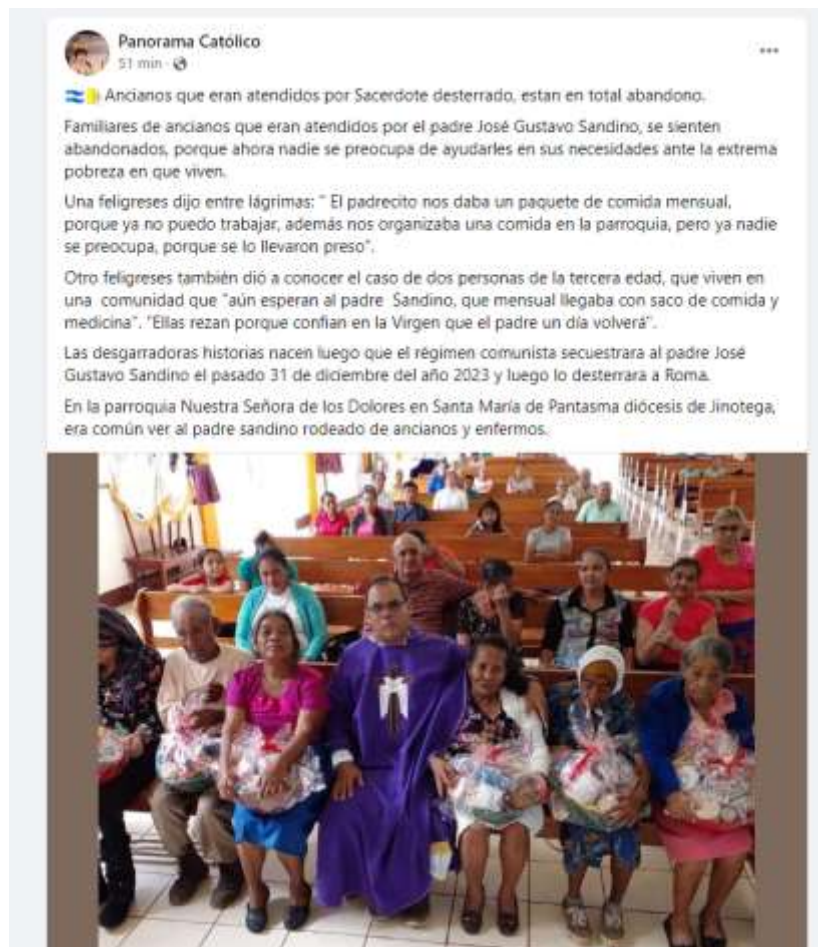 Panorama Católico
51 min ·
Ancianos que eran atendidos por Sacerdote desterrado, estan en total abandono.
Familiares de ancianos que eran atendidos por el padre José Gustavo Sandino, se sienten
abandonados, porque ahora nadie se preocupa de ayudarles en sus necesidades ante la extrema
pobreza en que viven.
Una feligreses dijo entre lágrimas: " El padrecito nos daba un paquete de comida mensual,
porque ya no puedo trabajar, además nos organizaba una comida en la parroquia, pero ya nadie
se preocupa, porque se lo llevaron preso".
Otro feligreses también dió a conocer el caso de dos personas de la tercera edad, que viven en
una comunidad que "aún esperan al padre Sandino, que mensual llegaba con saco de comida y
medicina". "Ellas rezan porque confian en la Virgen que el padre un día volverá".
Las desgarradoras historias nacen luego que el régimen comunista secuestrara al padre José
Gustavo Sandino el pasado 31 de diciembre del año 2023 y luego lo desterrara a Roma.
En la parroquia Nuestra Señora de los Dolores en Santa María de Pantasma diócesis de Jinotega,
era común ver al padre sandino rodeado de ancianos y enfermos.